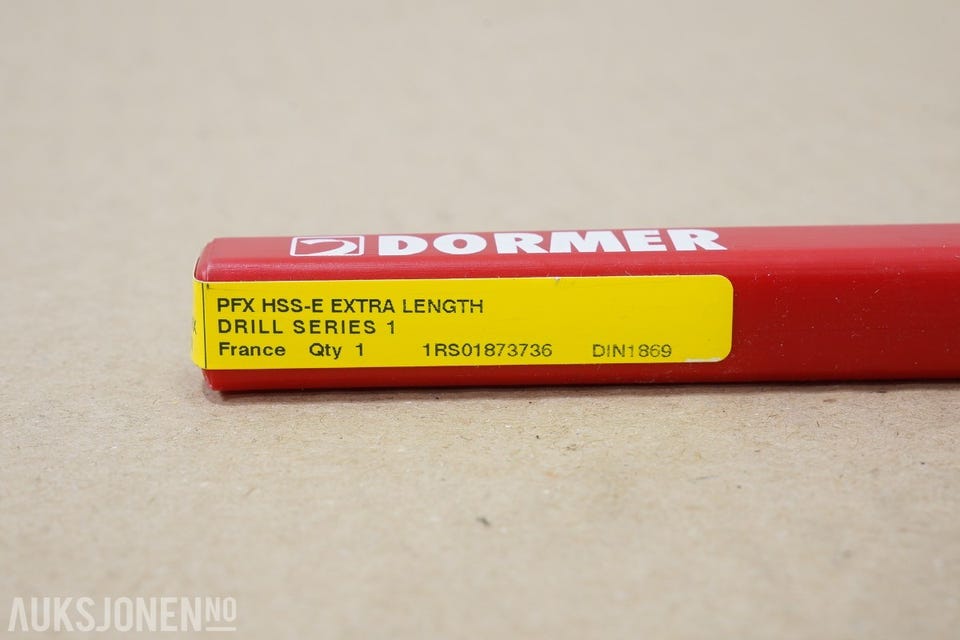 DORMER
PFX HSS-E EXTRA LENGTH
DRILL SERIES 1
France Qty 1 1RS01873736 DIN1869
AUKSJONEN.NO